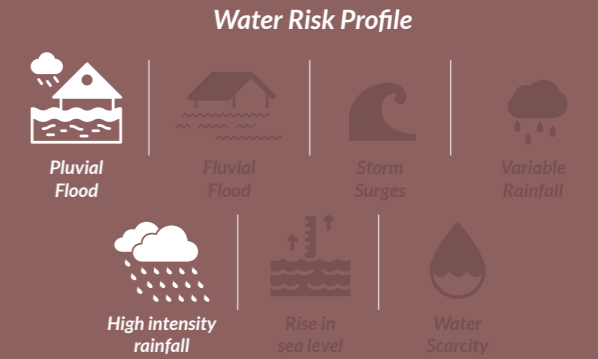 Water Risk Profile
Pluvial
Flood
Fluvial
Flood
Storm
Surges
Variable
Rainfall
High intensity
rainfall
Rise in
sea level
Water
Scarcity